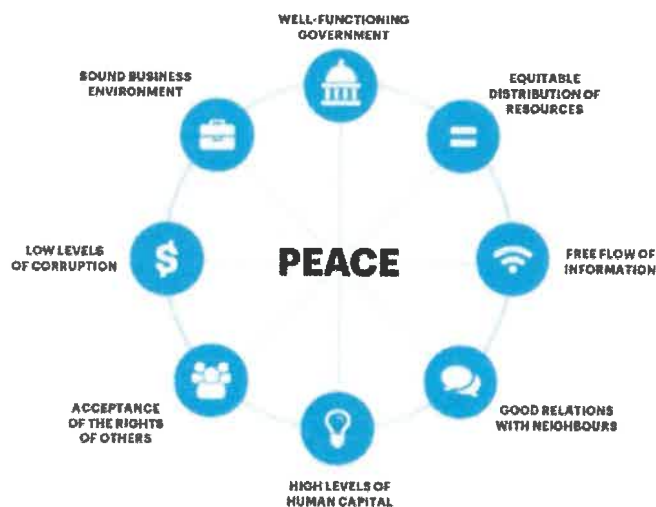 WELL-FUNCTIONING
GOVERNMENT
EQUITABLE
DISTRIBUTION OF
RESOURCES
FREE FLOW OF
INFORMATION
GOOD RELATIONS
WITH NEIGHBOURS
HIGH LEVELS OF
HUMAN CAPITAL
ACCEPTANCE
OF THE RIGHTS
OF OTHERS
LOW LEVELS
OF CORRUPTION
SOUND BUSINESS
ENVIRONMENT
PEACE